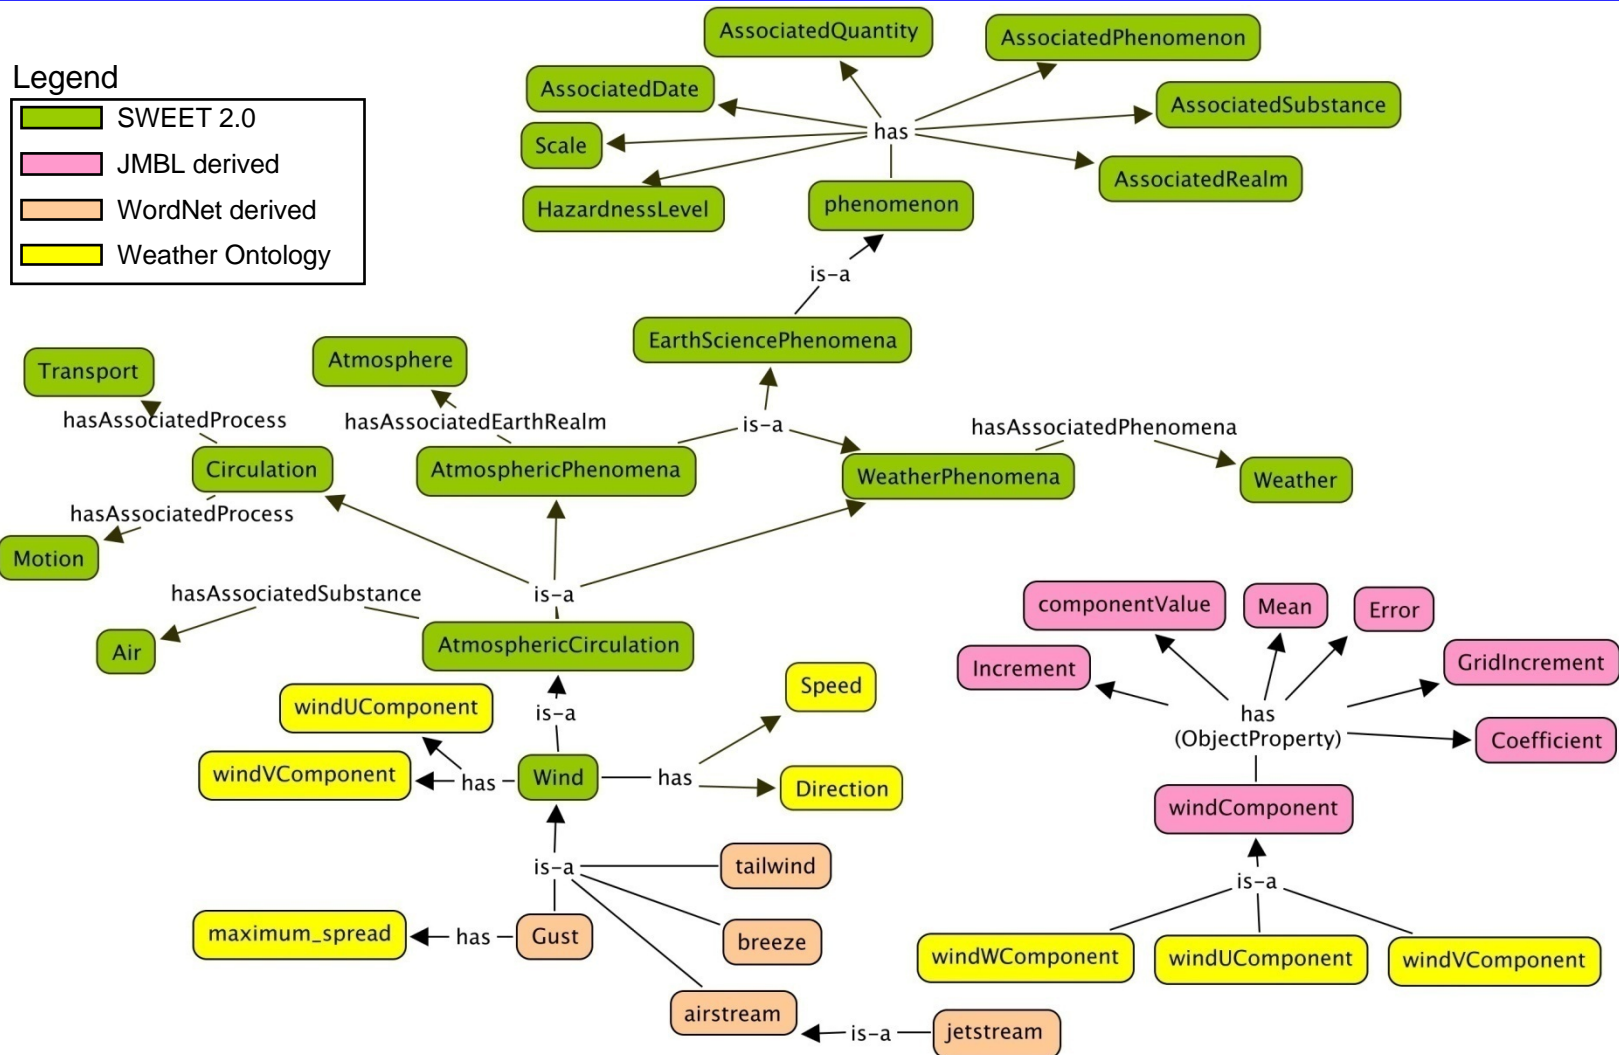 AssociatedQuantity
AssociatedPhenomenon
Legend
SWEET 2.0
JMBL derived
WordNet derived
Weather Ontology
AssociatedDate
AssociatedSubstance
has
Scale
AssociatedRealm
HazardnessLevel
phenomenon
is-a
EarthSciencePhenomena
Transport
Atmosphere
hasAssociatedProcess
hasAssociatedEarthRealm
is-a
hasAssociatedPhenomena
Circulation
AtmosphericPhenomena
WeatherPhenomena
Weather
hasAssociatedProcess
Motion
hasAssociatedSubstance
is-a
Air
AtmosphericCirculation
componentValue
Mean
Error
Increment
GridIncrement
has
(ObjectProperty)
Coefficient
windComponent
is-a
windWComponent
windUComponent
windVComponent
windUComponent
is-a
Speed
windVComponent
has
Wind
has
Direction
is-a
tailwind
maximum_spread
has
Gust
breeze
airstream
is-a
jetstream